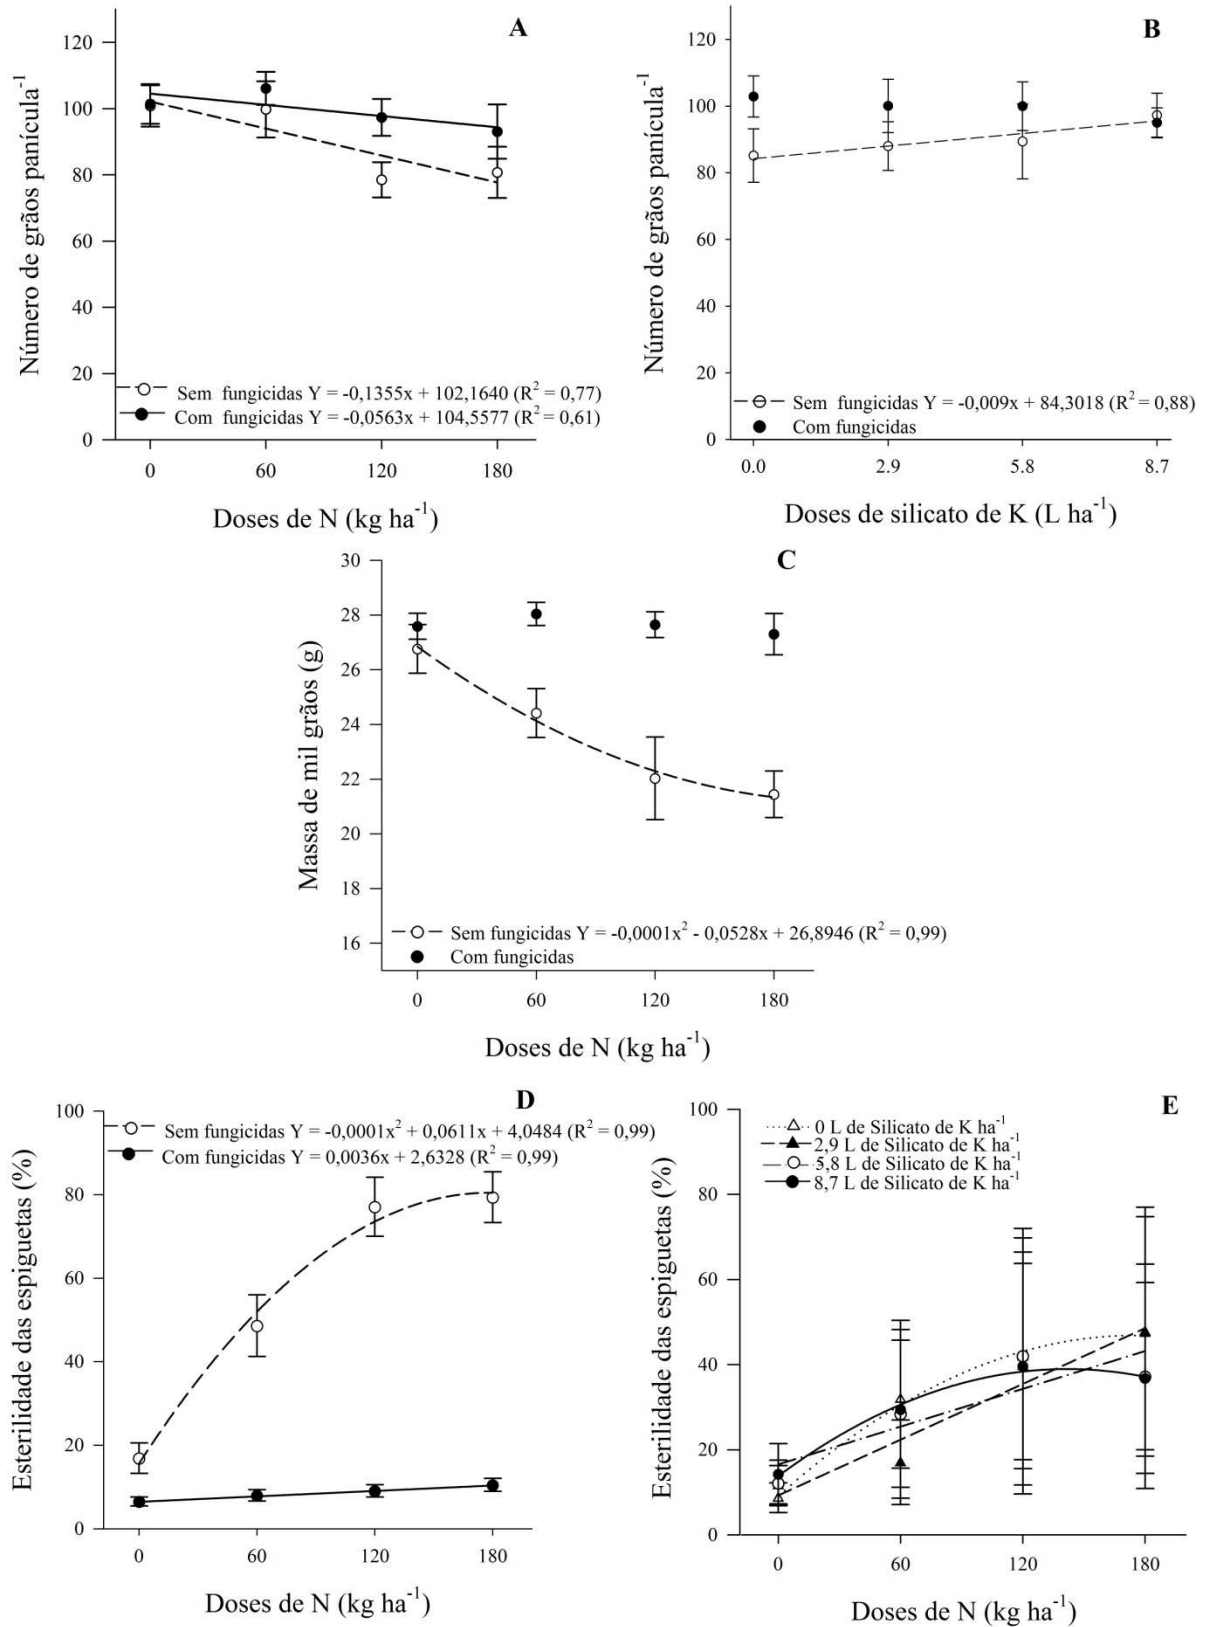 A
Número de grãos panícula⁻¹
120
100
80
60
40
20
0
Sem fungicidas Y = -0,1355x + 102,1640 (R² = 0,77)
Com fungicidas Y = -0,0563x + 104,5577 (R² = 0,61)
0 60 120 180
Doses de N (kg ha⁻¹)
B
Número de grãos panícula⁻¹
120
100
80
60
40
20
0
Sem fungicidas Y = -0,009x + 84,3018 (R² = 0,88)
Com fungicidas
0.0 2.9 5.8 8.7
Doses de silicato de K (L ha⁻¹)
C
Massa de mil grãos (g)
30
28
26
24
22
20
18
16
Sem fungicidas Y = -0,0001x² - 0,0528x + 26,8946 (R² = 0,99)
Com fungicidas
0 60 120 180
Doses de N (kg ha⁻¹)
D
Esterilidade das espiguetas (%)
100
80
60
40
20
0
Sem fungicidas Y = -0,0001x² + 0,0611x + 4,0484 (R² = 0,99)
Com fungicidas Y = 0,0036x + 2,6328 (R² = 0,99)
0 60 120 180
Doses de N (kg ha⁻¹)
E
Esterilidade das espiguetas (%)
100
80
60
40
20
0
0 L de Silicato de K ha⁻¹
2,9 L de Silicato de K ha⁻¹
5,8 L de Silicato de K ha⁻¹
8,7 L de Silicato de K ha⁻¹
0 60 120 180
Doses de N (kg ha⁻¹)